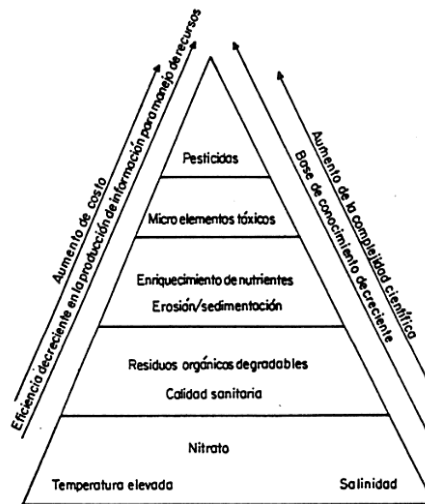 Aumento de costo
Eficiencia decreciente en la producción de información para manejo de recursos
Aumento de la complejidad científica
Base de conocimiento decreciente
Pesticidas
Micro elementos tóxicos
Enriquecimiento de nutrientes
Erosión/sedimentación
Residuos orgánicos degradables
Calidad sanitaria
Nitrato
Temperatura elevada
Salinidad